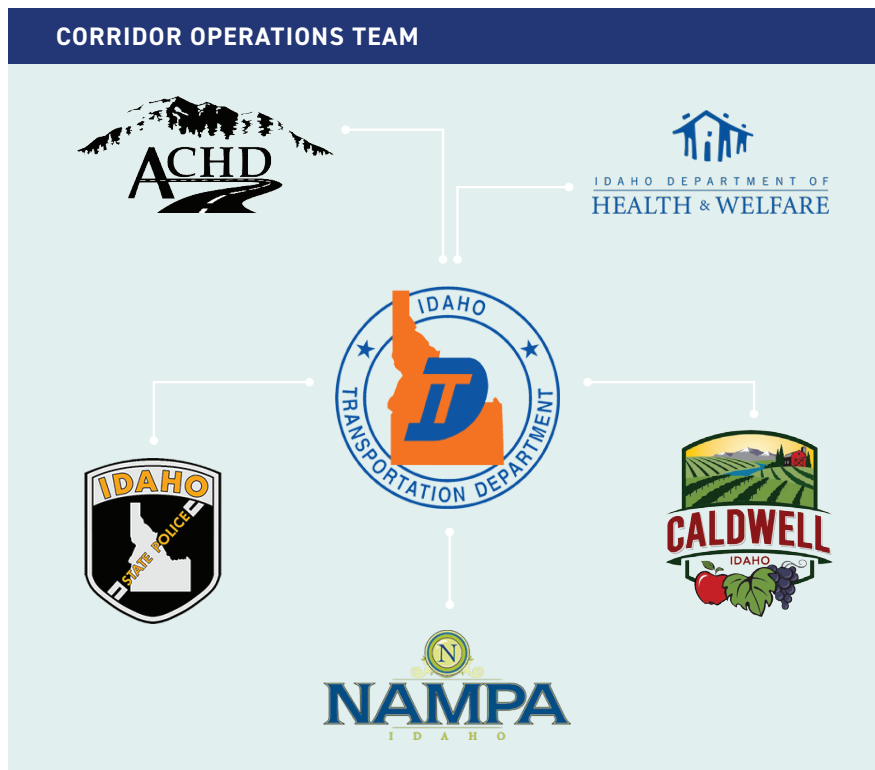 CORRIDOR OPERATIONS TEAM
ACHD
IDAHO DEPARTMENT OF
HEALTH & WELFARE
IDAHO
TRANSPORTATION DEPARTMENT
ITD
IDAHO
STATE POLICE
CALDWELL
IDAHO
N
NAMPA
IDAHO